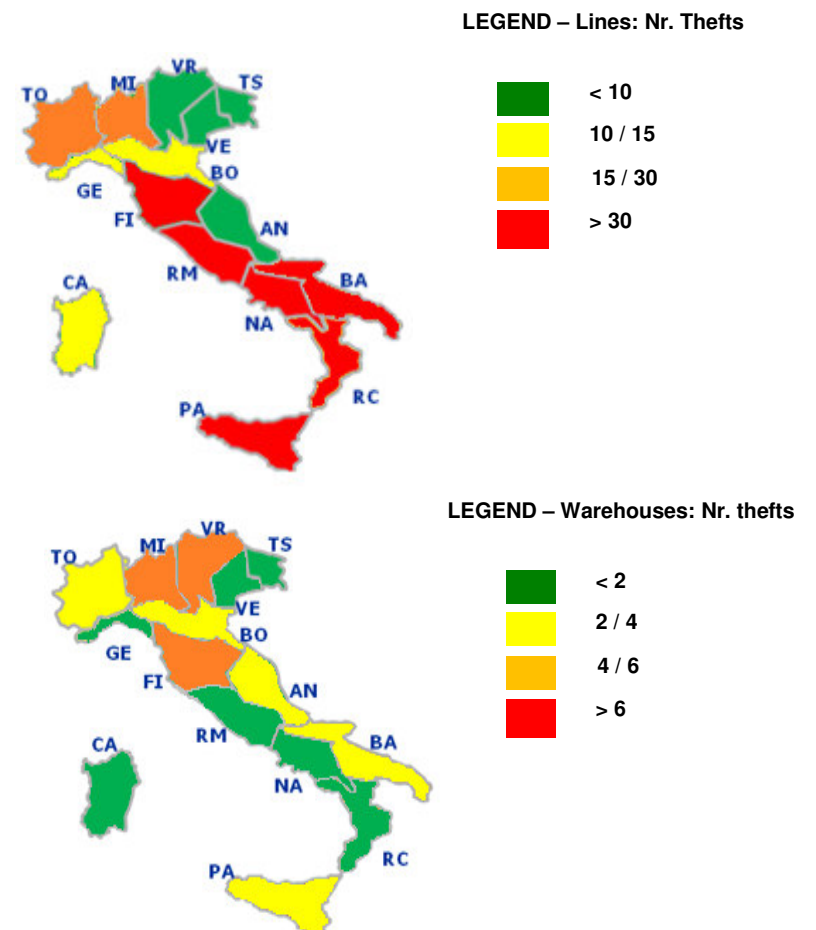 LEGEND – Lines: Nr. Thefts
VR
MI
TS
TO
< 10
10 / 15
VE
BO
15 / 30
GE
FI
> 30
AN
RM
CA
BA
NA
RC
PA
LEGEND – Warehouses: Nr. thefts
VR
MI
TS
TO
< 2
VE
2 / 4
BO
GE
4 / 6
FI
AN
> 6
RM
CA
BA
NA
RC
PA